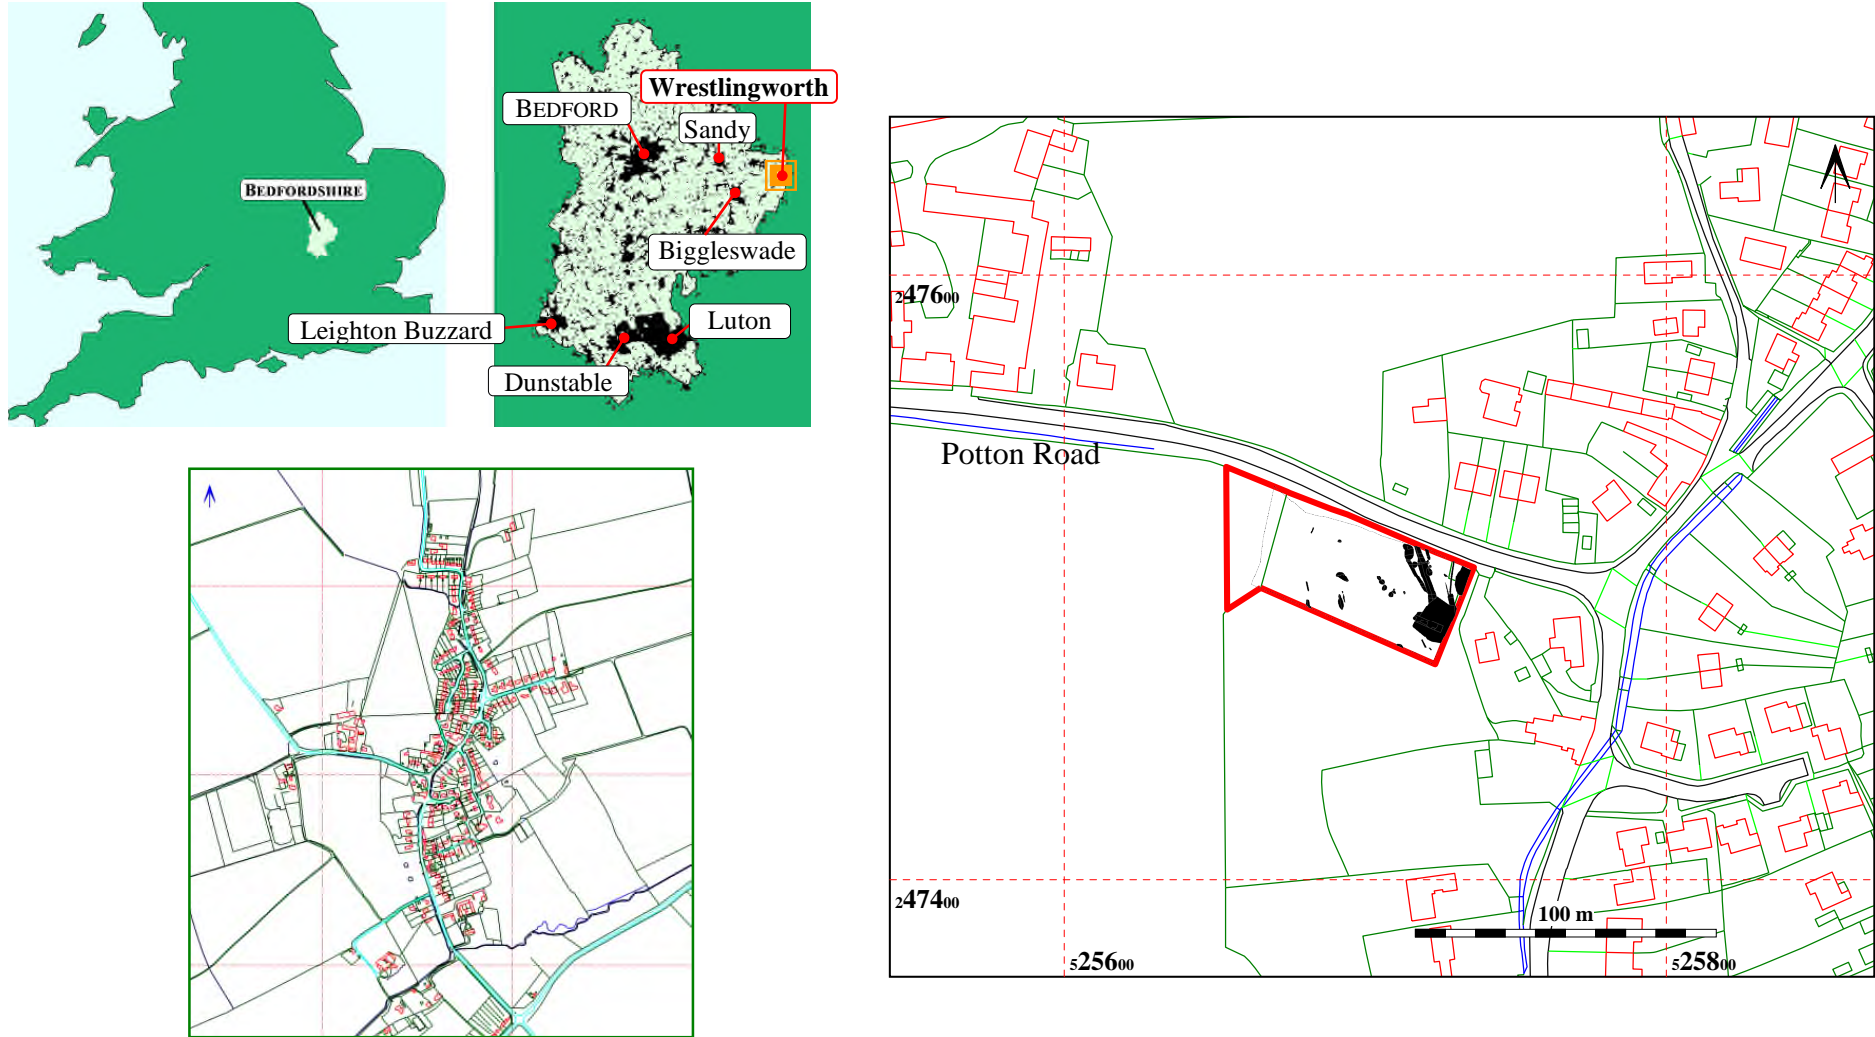 BEDFORDSHIRE
Wrestlingworth
BEDFORD
Sandy
Biggleswade
Leighton Buzzard
Luton
Dunstable
247600
Potton Road
247400
100 m
525600
525800